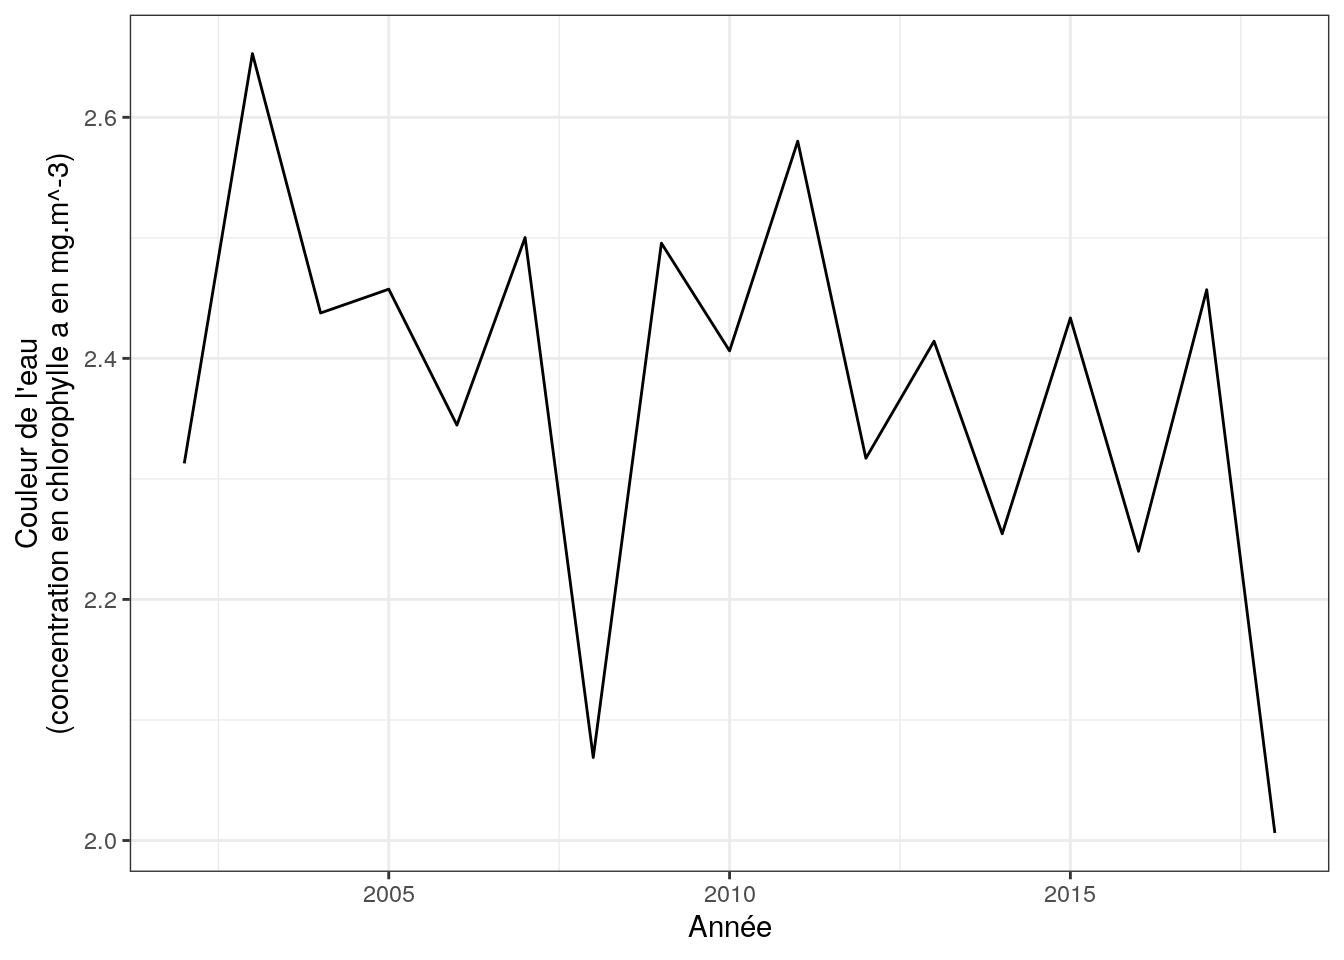 Couleur de l'eau
(concentration en chlorophylle a en mg.m^-3)
2.6
2.4
2.2
2.0
2005
2010
2015
Année